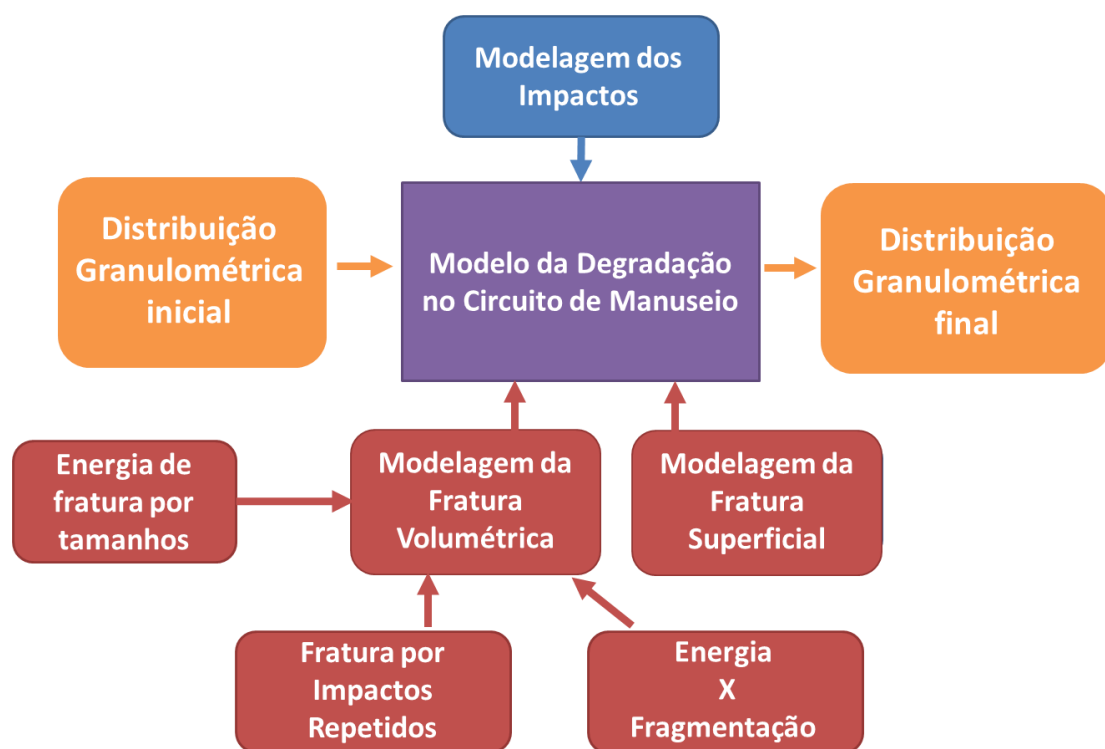 Modelagem dos
Impactos
Distribuição
Granulométrica
inicial
Modelo da Degradação
no Circuito de Manuseio
Distribuição
Granulométrica
final
Energia de
fratura por
tamanhos
Modelagem da
Fratura
Volumétrica
Modelagem da
Fratura
Superficial
Fratura por
Impactos
Repetidos
Energia
X
Fragmentação